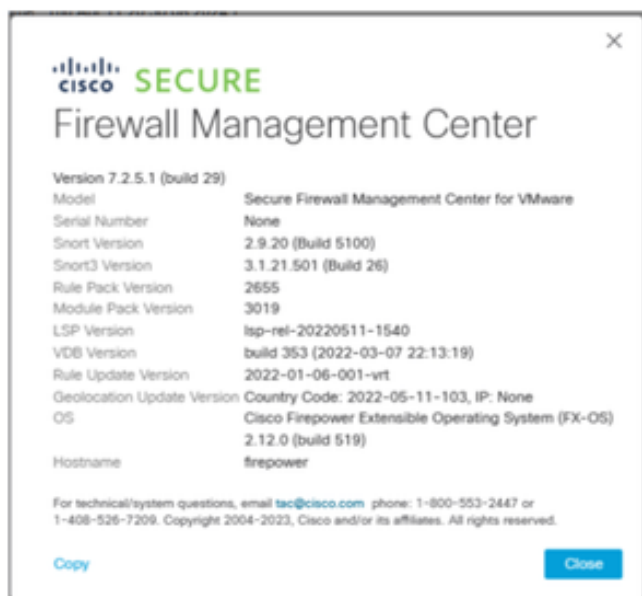 CISCO SECURE
Firewall Management Center
Version 7.2.5.1 (build 29)
Model Secure Firewall Management Center for VMware
Serial Number None
Snort Version 2.9.20 (Build 5100)
Snort3 Version 3.1.21.501 (Build 26)
Rule Pack Version 2655
Module Pack Version 3019
LSP Version lsp-rel-20220511-1540
VDB Version build 353 (2022-03-07 22:13:19)
Rule Update Version 2022-01-06-001-vrt
Geolocation Update Version Country Code: 2022-05-11-103, IP: None
OS Cisco Firepower Extensible Operating System (FX-OS)
2.12.0 (build 519)
Hostname firepower
For technical/system questions, email tac@cisco.com phone: 1-800-553-2447 or
1-408-526-7209. Copyright 2004-2023, Cisco and/or its affiliates. All rights reserved.
Copy Close